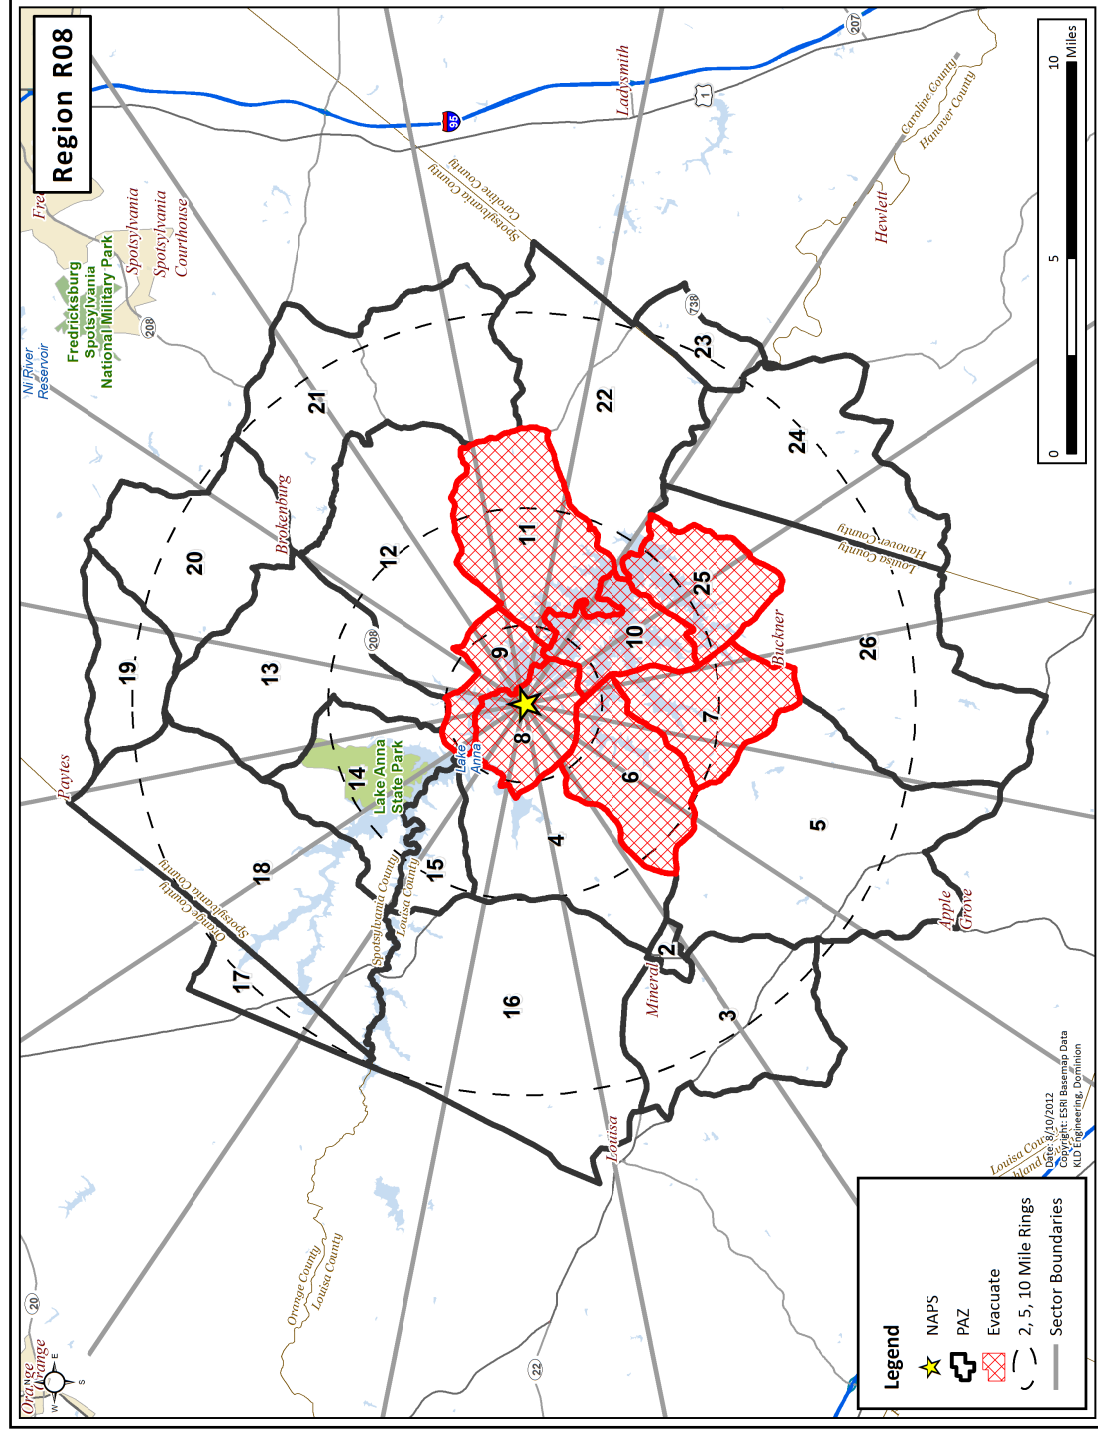 Region R08
Fre
Spotsylvania
Spotsylvania
Courthouse
Fredricksburg
Spotsylvania
National Military Park
Ni River
Reservoir
208
95
207
1
Ladysmith
Caroline County
Spotsylvania County
Caroline County
Hanover County
Hewlett
738
21
20
19
Brokenburg
12
13
208
Paytes
18
17
Orange County
Spotsylvania County
14
Lake Anna
State Park
Lake
Anna
15
Spotsylvania County
Louisa County
11
9
8
10
25
7
6
4
22
23
24
Hanover County
Louisa County
Buckner
26
5
Apple
Grove
Mineral
2
3
16
Louisa
Orange County
Louisa County
20
22
Orange
Orange
N
E
S
W
0
5
10
Miles
Legend
NAPS
PAZ
Evacuate
2, 5, 10 Mile Rings
Sector Boundaries
Date: 8/10/2012
Copyright: ESRI Basemap Data
KLD Engineering, Dominion